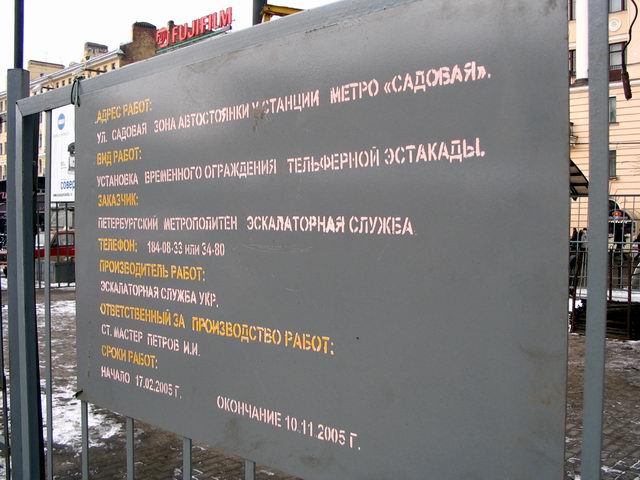 FUJIFILM
АДРЕС РАБОТ:
УЛ. САДОВАЯ ЗОНА АВТОСТОЯНКИ У СТАНЦИИ МЕТРО «САДОВАЯ».
ВИД РАБОТ:
УСТАНОВКА ВРЕМЕННОГО ОГРАЖДЕНИЯ ТЕЛЬФЕРНОЙ ЭСТАКАДЫ.
ЗАКАЗЧИК:
ПЕТЕРБУРГСКИЙ МЕТРОПОЛИТЕН ЭСКАЛАТОРНАЯ СЛУЖБА
ТЕЛЕФОН: 184-08-33 ИЛИ 34-80
ПРОИЗВОДИТЕЛЬ РАБОТ:
ЭСКАЛАТОРНАЯ СЛУЖБА УКР.
ОТВЕТСТВЕННЫЙ ЗА ПРОИЗВОДСТВО РАБОТ:
СТ. МАСТЕР ПЕТРОВ И.И.
СРОКИ РАБОТ:
НАЧАЛО 17.02.2005 Г. ОКОНЧАНИЕ 10.11.2005 Г.